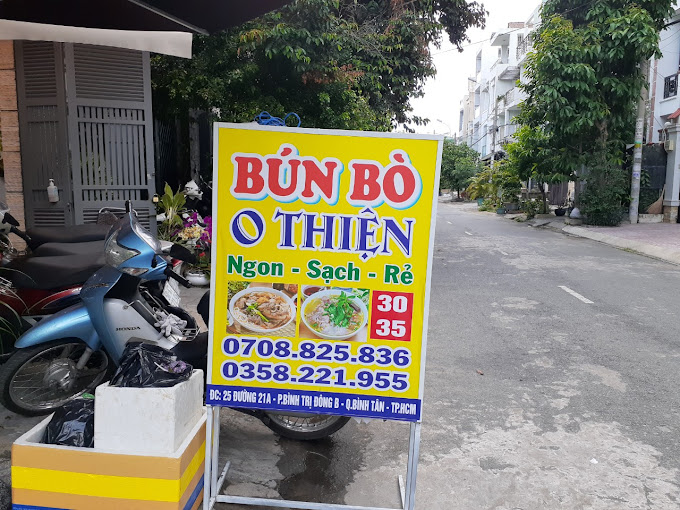 BÚN BÒ
O THIỆN
Ngon - Sạch - Rẻ
30
35
0708.825.836
0358.221.955
ĐC: 25 ĐƯỜNG 21A - P.BÌNH TRỊ ĐÔNG B - Q.BÌNH TÂN - TP.HCM
HONDA